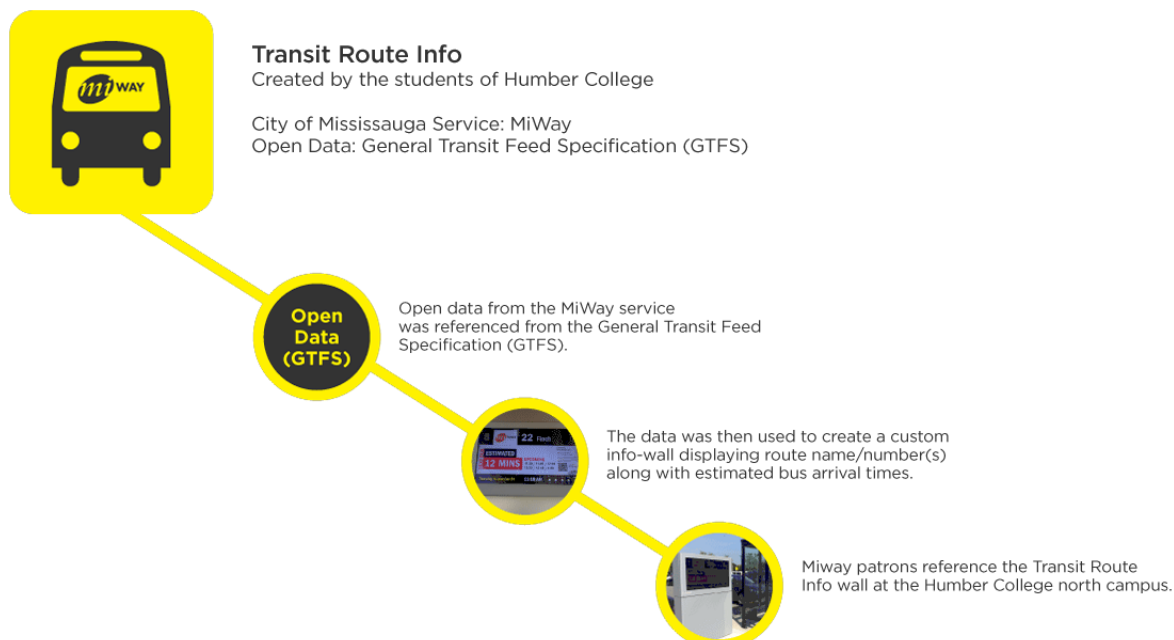 mi WAY
Transit Route Info
Created by the students of Humber College
City of Mississauga Service: MiWay
Open Data: General Transit Feed Specification (GTFS)
Open
Data
(GTFS)
Open data from the MiWay service
was referenced from the General Transit Feed
Specification (GTFS).
22
ESTIMATED
12 MINS
The data was then used to create a custom
info-wall displaying route name/number(s)
along with estimated bus arrival times.
Miway patrons reference the Transit Route
Info wall at the Humber College north campus.